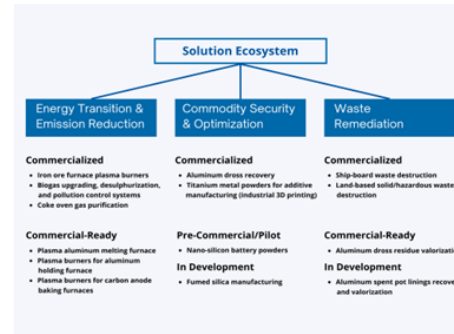 Solution Ecosystem
Energy Transition &
Emission Reduction
Commercialized
Iron ore furnace plasma burners
Biogas upgrading, desulphurization,
and pollution control systems
Coke oven gas purification
Commercial-Ready
Plasma aluminum melting furnace
Plasma burners for aluminum
holding furnace
Plasma burners for carbon anode
baking furnaces
Commodity Security
& Optimization
Commercialized
Aluminum dross recovery
Titanium metal powders for additive
manufacturing (industrial 3D printing)
Pre-Commercial/Pilot
Nano-silicon battery powders
In Development
Fumed silica manufacturing
Waste
Remediation
Commercialized
Ship-board waste destruction
Land-based solid/hazardous waste
destruction
Commercial-Ready
Aluminum dross residue
In Development
Aluminum spent pot linings
and valorization